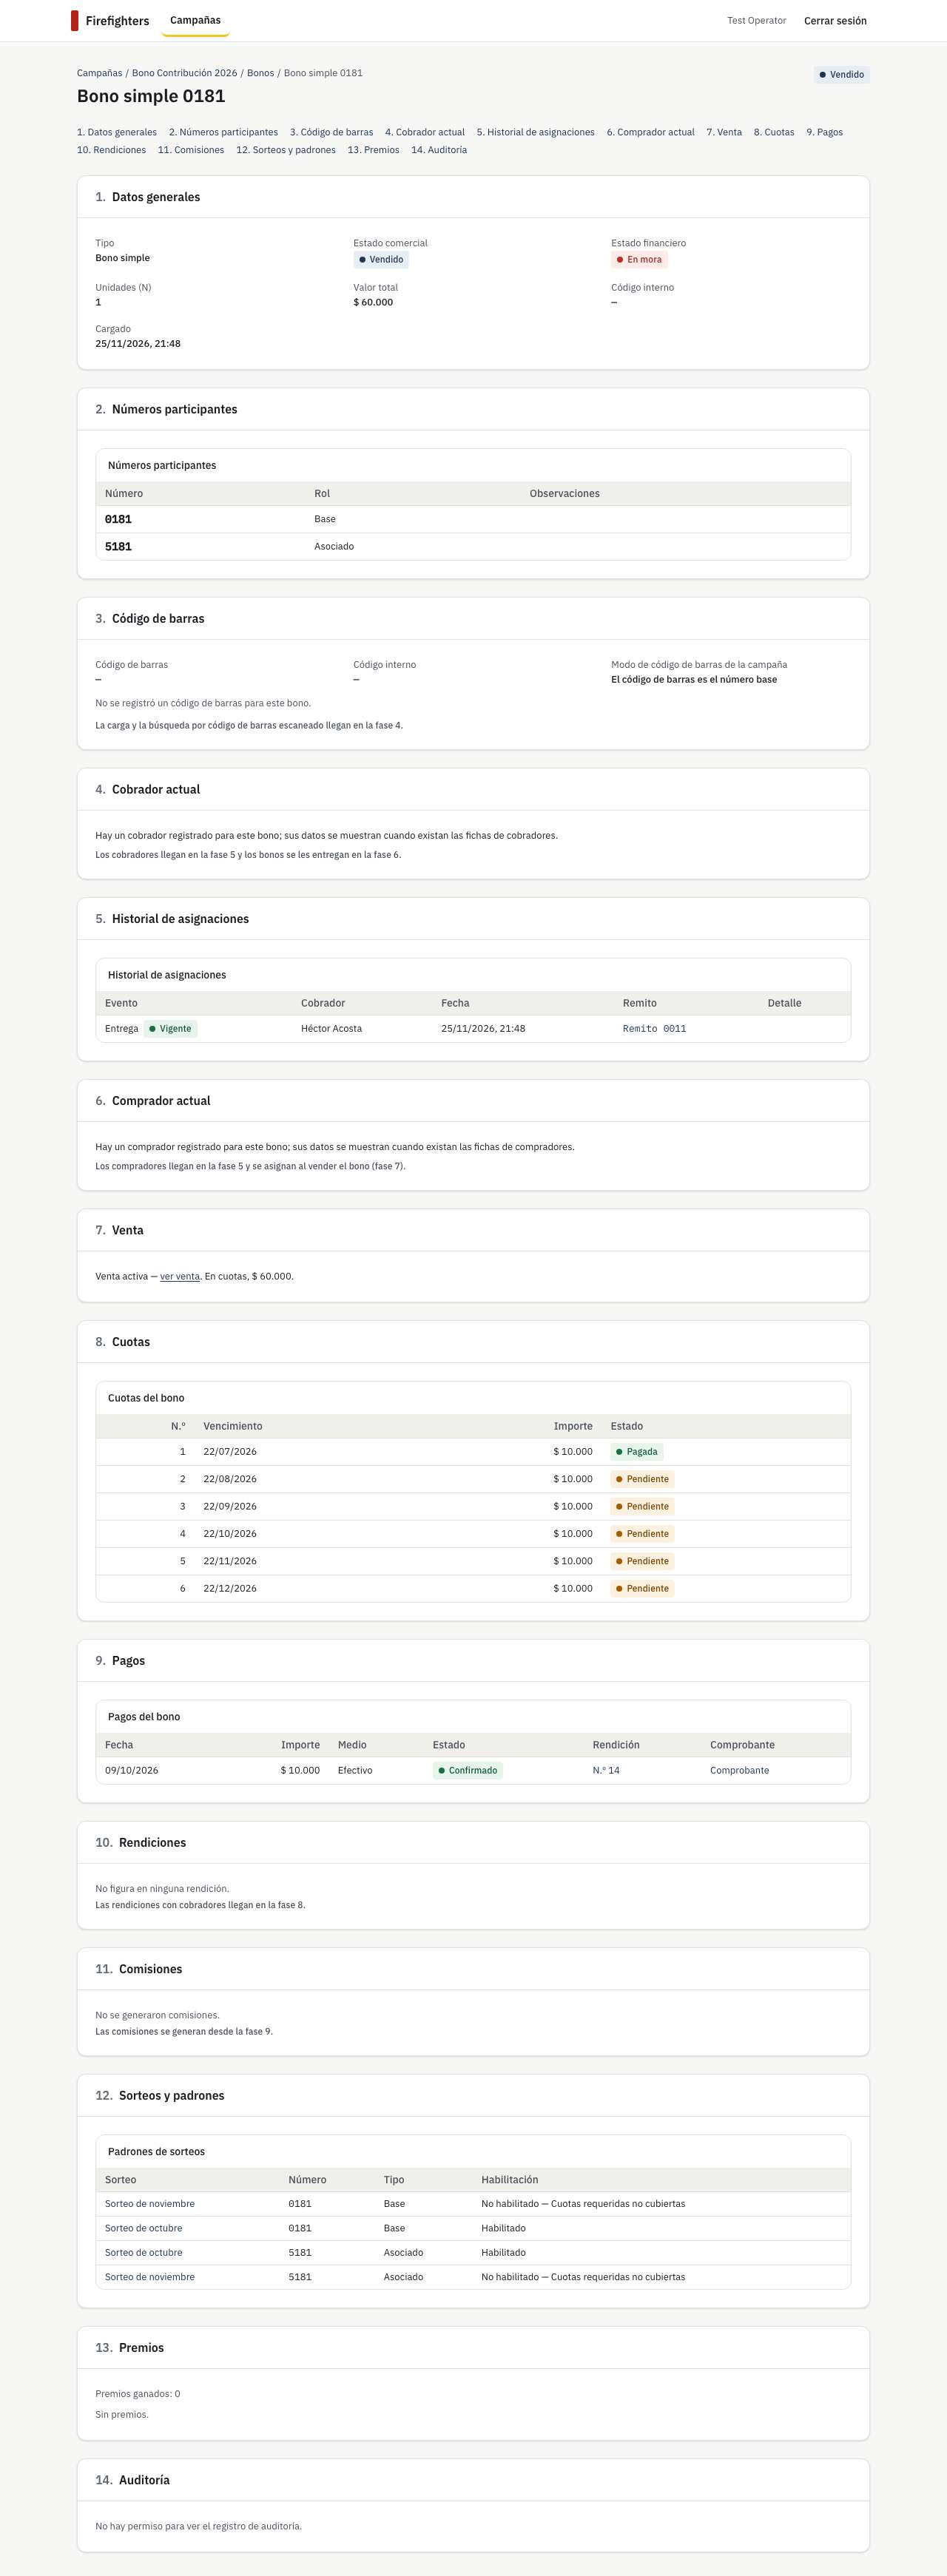 Firefighters Campañas Test Operator Cerrar sesión
Campañas / Bono Contribución 2026 / Bonos / Bono simple 0181 Vendido
Bono simple 0181
1. Datos generales 2. Números participantes 3. Código de barras 4. Cobrador actual 5. Historial de asignaciones 6. Comprador actual 7. Venta 8. Cuotas 9. Pagos
10. Rendiciones 11. Comisiones 12. Sorteos y padrones 13. Premios 14. Auditoría
1. Datos generales
Tipo Estado comercial Estado financiero
Bono simple Vendido En mora
Unidades (N) Valor total Código interno
1 $ 60.000 —
Cargado
25/11/2026, 21:48
2. Números participantes
Números participantes
Número Rol Observaciones
0181 Base
5181 Asociado
3. Código de barras
Código de barras Código interno Modo de código de barras de la campaña
— — El código de barras es el número base
No se registró un código de barras para este bono.
La carga y la búsqueda por código de barras escaneado llegan en la fase 4.
4. Cobrador actual
Hay un cobrador registrado para este bono; sus datos se muestran cuando existan las fichas de cobradores.
Los cobradores llegan en la fase 5 y los bonos se les entregan en la fase 6.
5. Historial de asignaciones
Historial de asignaciones
Evento Cobrador Fecha Remito Detalle
Entrega Vigente Héctor Acosta 25/11/2026, 21:48 Remito 0011
6. Comprador actual
Hay un comprador registrado para este bono; sus datos se muestran cuando existan las fichas de compradores.
Los compradores llegan en la fase 5 y se asignan al vender el bono (fase 7).
7. Venta
Venta activa — ver venta. En cuotas, $ 60.000.
8. Cuotas
Cuotas del bono
N.º Vencimiento Importe Estado
1 22/07/2026 $ 10.000 Pagada
2 22/08/2026 $ 10.000 Pendiente
3 22/09/2026 $ 10.000 Pendiente
4 22/10/2026 $ 10.000 Pendiente
5 22/11/2026 $ 10.000 Pendiente
6 22/12/2026 $ 10.000 Pendiente
9. Pagos
Pagos del bono
Fecha Importe Medio Estado Rendición Comprobante
09/10/2026 $ 10.000 Efectivo Confirmado N.º 14 Comprobante
10. Rendiciones
No figura en ninguna rendición.
Las rendiciones con cobradores llegan en la fase 8.
11. Comisiones
No se generaron comisiones.
Las comisiones se generan desde la fase 9.
12. Sorteos y padrones
Padrones de sorteos
Sorteo Número Tipo Habilitación
Sorteo de noviembre 0181 Base No habilitado — Cuotas requeridas no cubiertas
Sorteo de octubre 0181 Base Habilitado
Sorteo de octubre 5181 Asociado Habilitado
Sorteo de noviembre 5181 Asociado No habilitado — Cuotas requeridas no cubiertas
13. Premios
Premios ganados: 0
Sin premios.
14. Auditoría
No hay permiso para ver el registro de auditoría.